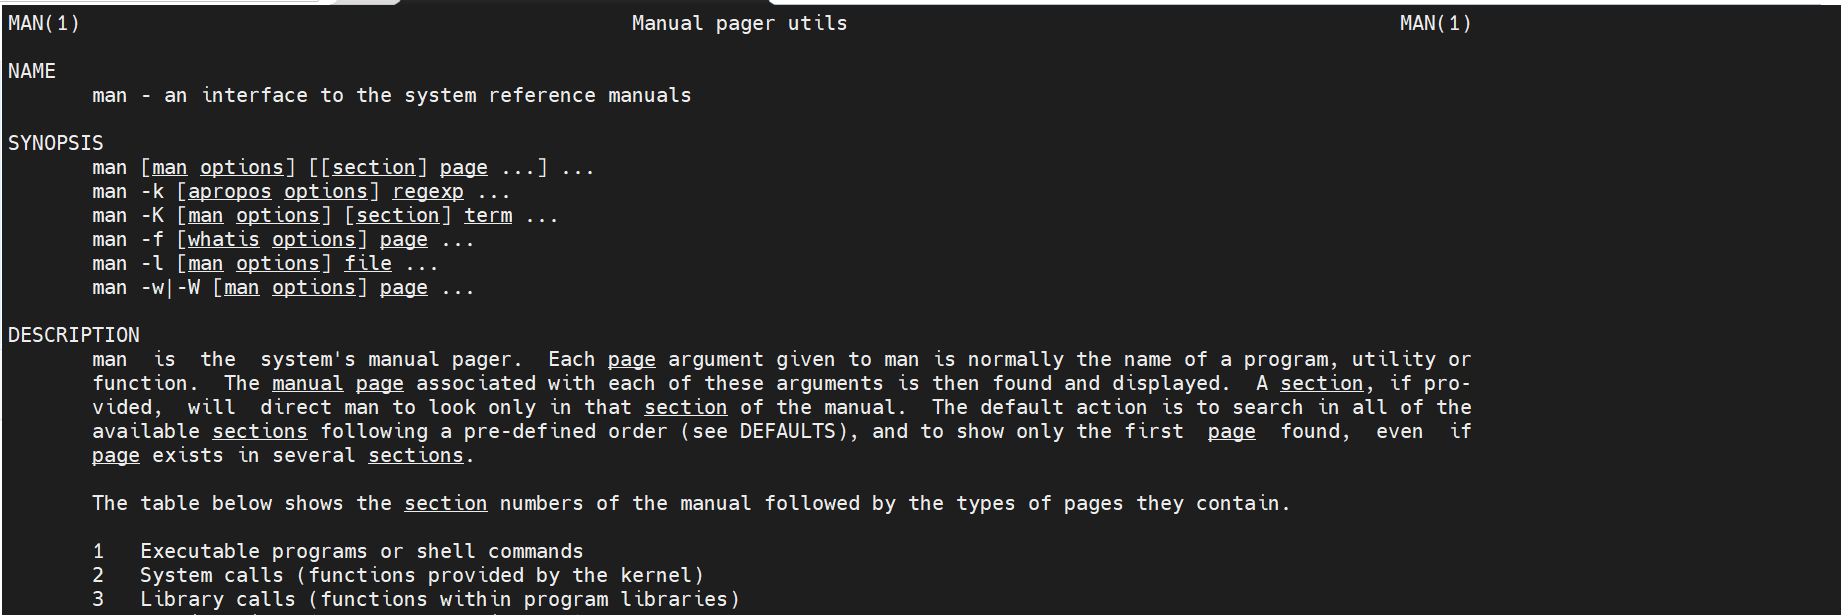 MAN(1)                                              Manual pager utils                                              MAN(1)

NAME
       man - an interface to the system reference manuals

SYNOPSIS
       man [man options] [[section] page ...] ...
       man -k [apropos options] regexp ...
       man -K [man options] [section] term ...
       man -f [whatis options] page ...
       man -l [man options] file ...
       man -w|-W [man options] page ...

DESCRIPTION
       man  is  the  system's manual pager.  Each page argument given to man is normally the name of a program, utility or
       function.  The manual page associated with each of these arguments is then found and displayed.  A section, if pro-
       vided,  will  direct man to look only in that section of the manual.  The default action is to search in all of the
       available sections following a pre-defined order (see DEFAULTS), and to show only the first  page  found,  even  if
       page exists in several sections.

       The table below shows the section numbers of the manual followed by the types of pages they contain.

       1   Executable programs or shell commands
       2   System calls (functions provided by the kernel)
       3   Library calls (functions within program libraries)